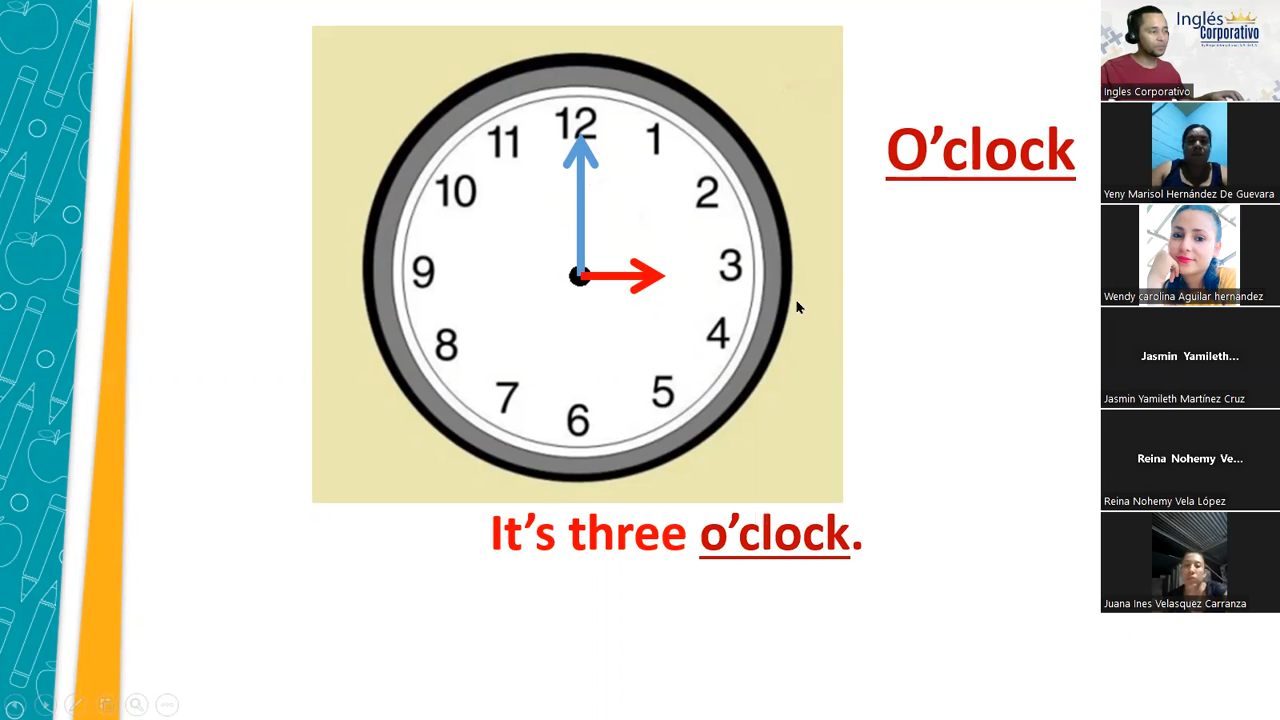 12
11
1
10
2
9
3
8
4
7
5
6
O'clock
It's three o'clock.
Inglés
Corporativo
Ingles Corporativo
Yeny Marisol Hernández De Guevara
Wendy carolina Aguilar hernández
Jasmin Yamileth...
Jasmin Yamileth Martínez Cruz
Reina Nohemy Ve...
Reina Nohemy Vela López
Juana Ines Velasquez Carranza